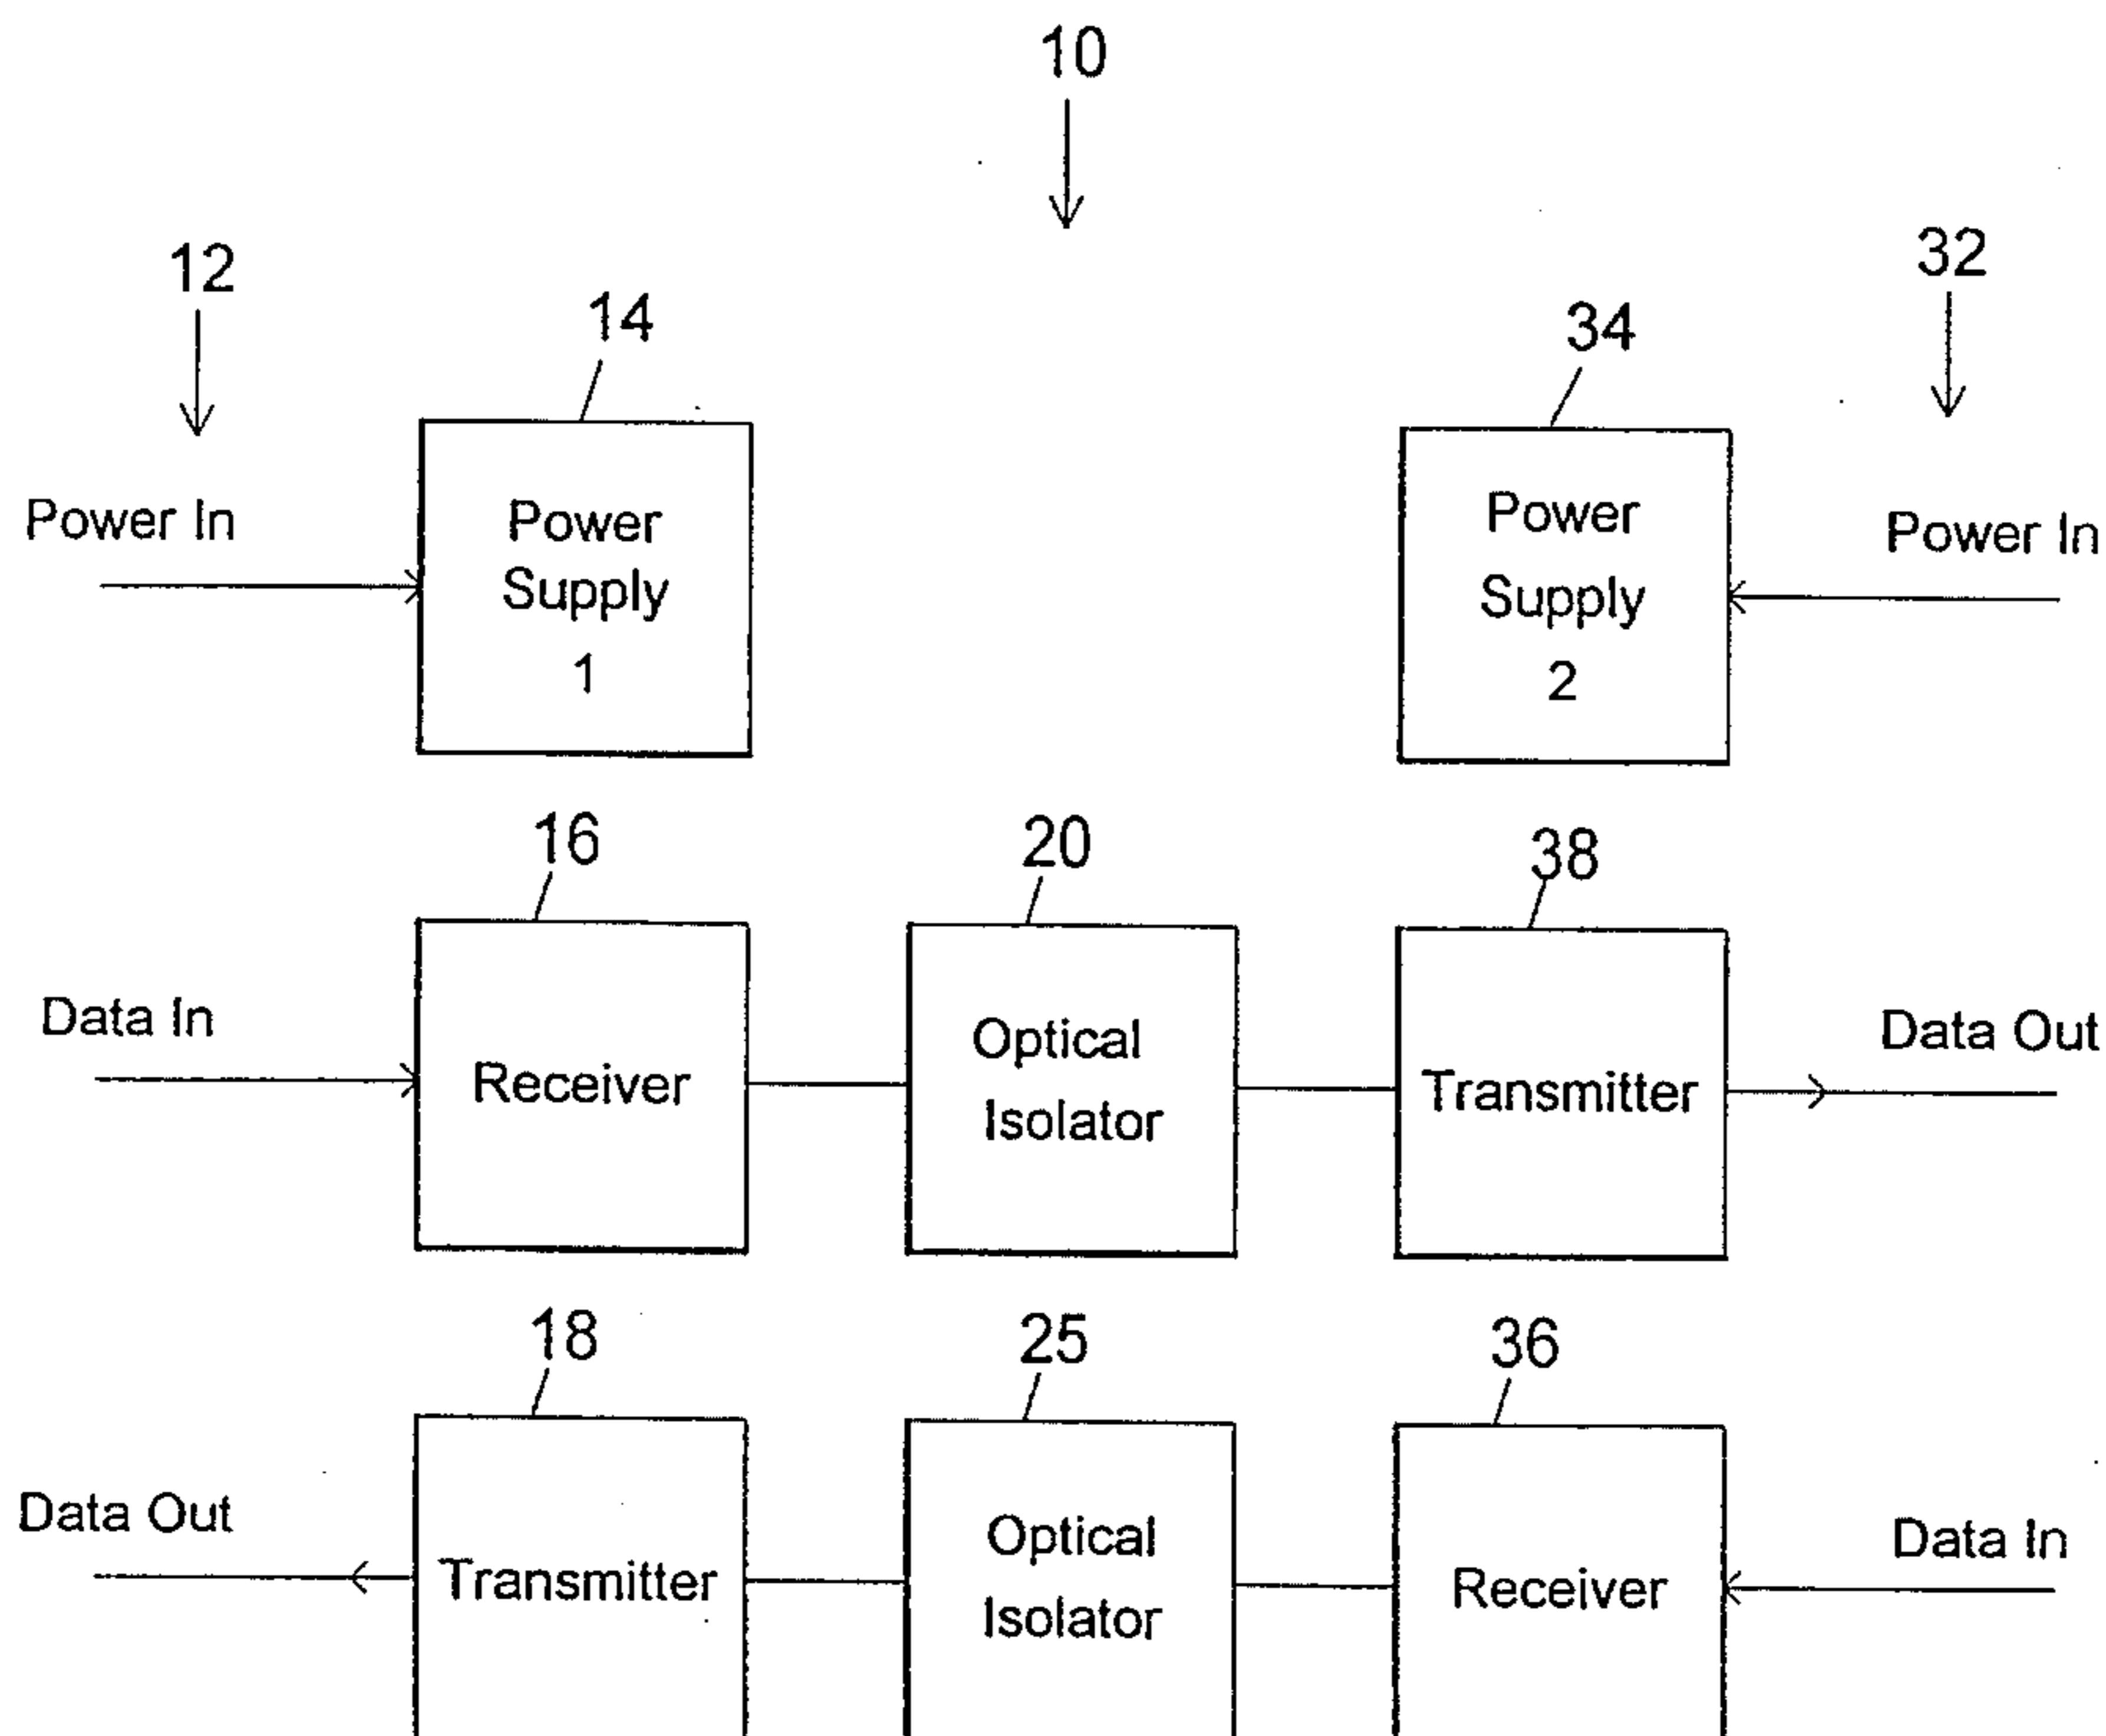 10
12
32
14
34
Power In
Power
Supply
1
Power
Supply
2
Power In
16
20
38
Data In
Receiver
Optical
Isolator
Transmitter
Data Out
18
25
36
Data Out
Transmitter
Optical
Isolator
Receiver
Data In